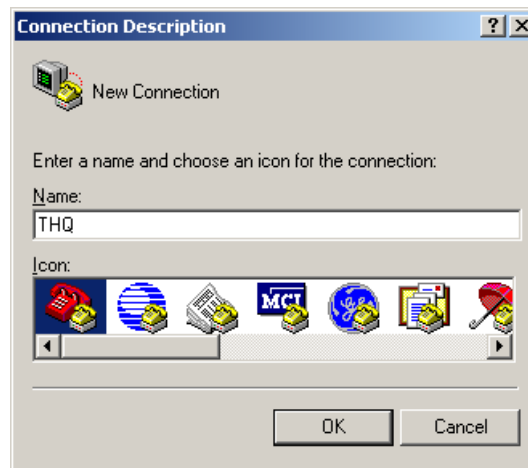 Connection Description
New Connection
Enter a name and choose an icon for the connection:
Name:
THQ
Icon:
MCI
OK
Cancel